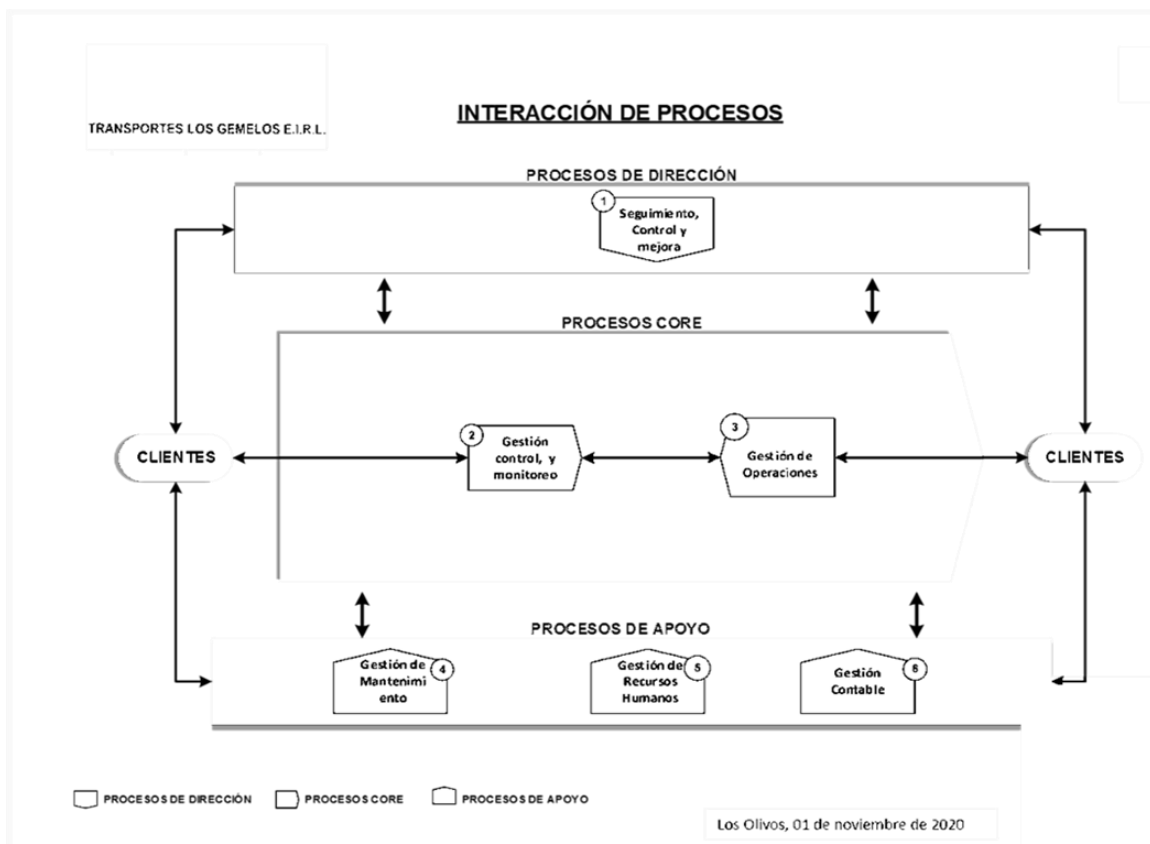 TRANSPORTES LOS GEMELOS E.I.R.L.
INTERACCIÓN DE PROCESOS
PROCESOS DE DIRECCIÓN
1
Seguimiento,
Control y
mejora
PROCESOS CORE
CLIENTES
2
Gestión
control, y
monitoreo
3
Gestión de
Operaciones
CLIENTES
PROCESOS DE APOYO
Gestión de
Mantenimi
ento
4
Gestión de
Recursos
Humanos
5
Gestión
Contable
6
PROCESOS DE DIRECCIÓN
PROCESOS CORE
PROCESOS DE APOYO
Los Olivos, 01 de noviembre de 2020